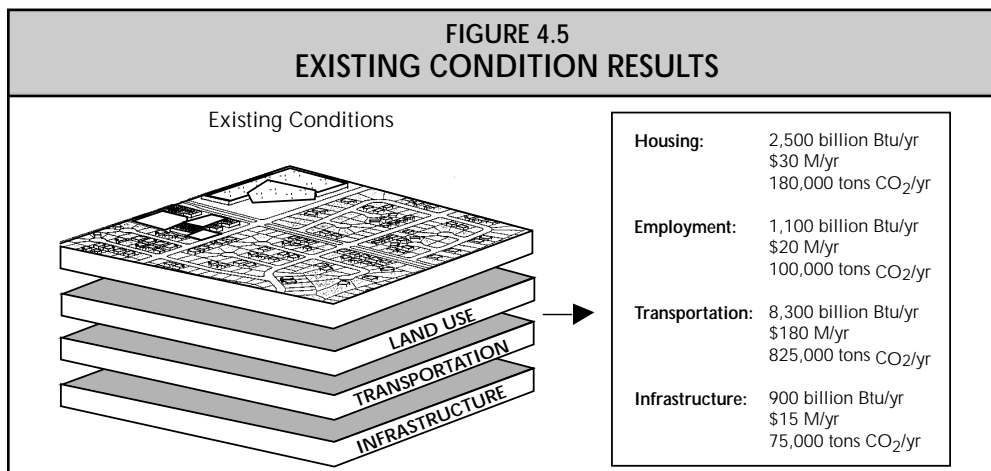 FIGURE 4.5
EXISTING CONDITION RESULTS
Existing Conditions
LAND USE
TRANSPORTATION
INFRASTRUCTURE
Housing: 2,500 billion Btu/yr
$30 M/yr
180,000 tons CO2/yr
Employment: 1,100 billion Btu/yr
$20 M/yr
100,000 tons CO2/yr
Transportation: 8,300 billion Btu/yr
$180 M/yr
825,000 tons CO2/yr
Infrastructure: 900 billion Btu/yr
$15 M/yr
75,000 tons CO2/yr